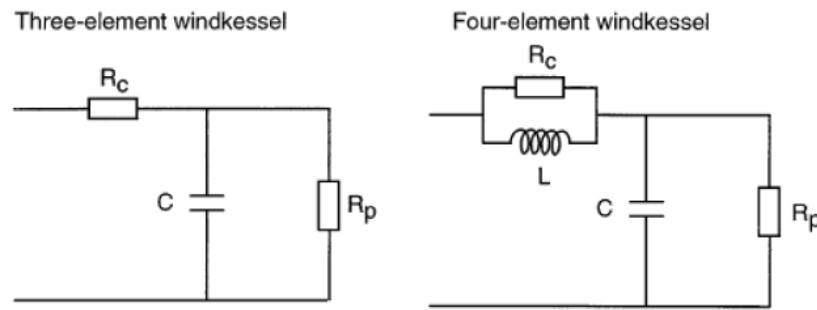 Three-element windkessel
Rc
C
Rp
Four-element windkessel
Rc
L
C
Rp